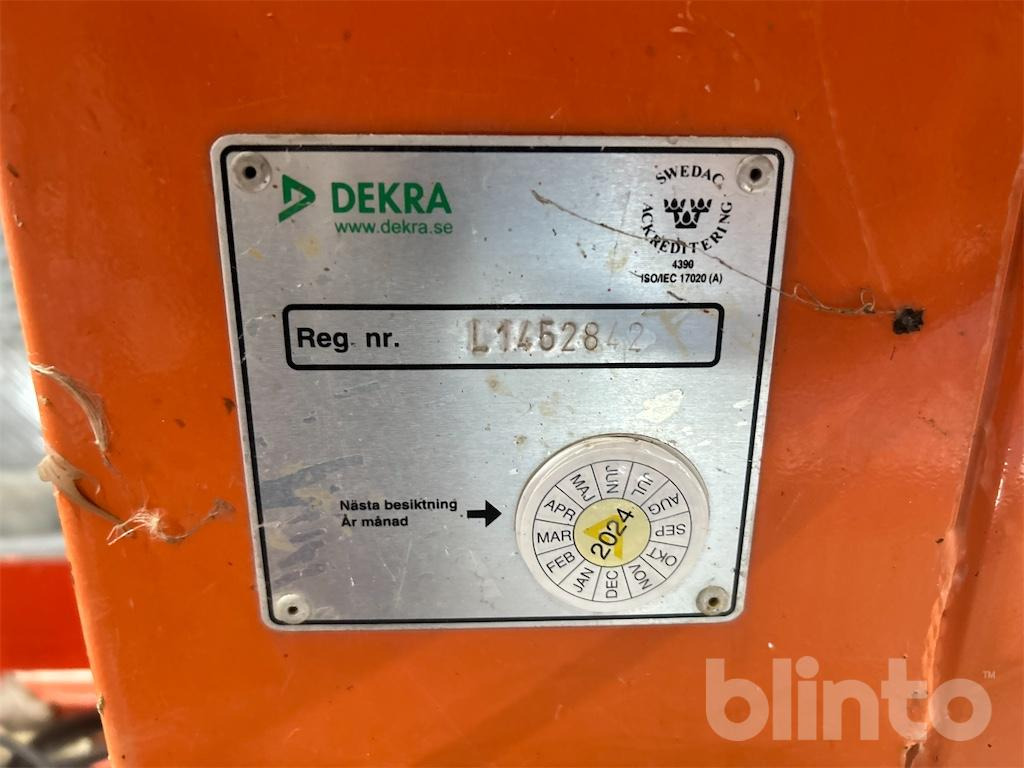 DEKRA
www.dekra.se
SWEDAC
ACKREDITERING
4390
ISO/IEC 17020 (A)
Reg nr. L1452842
Nästa besiktning
År månad
JAN FEB MAR APR MAJ JUN JUL AUG SEP OKT NOV DEC
2024
blinto™